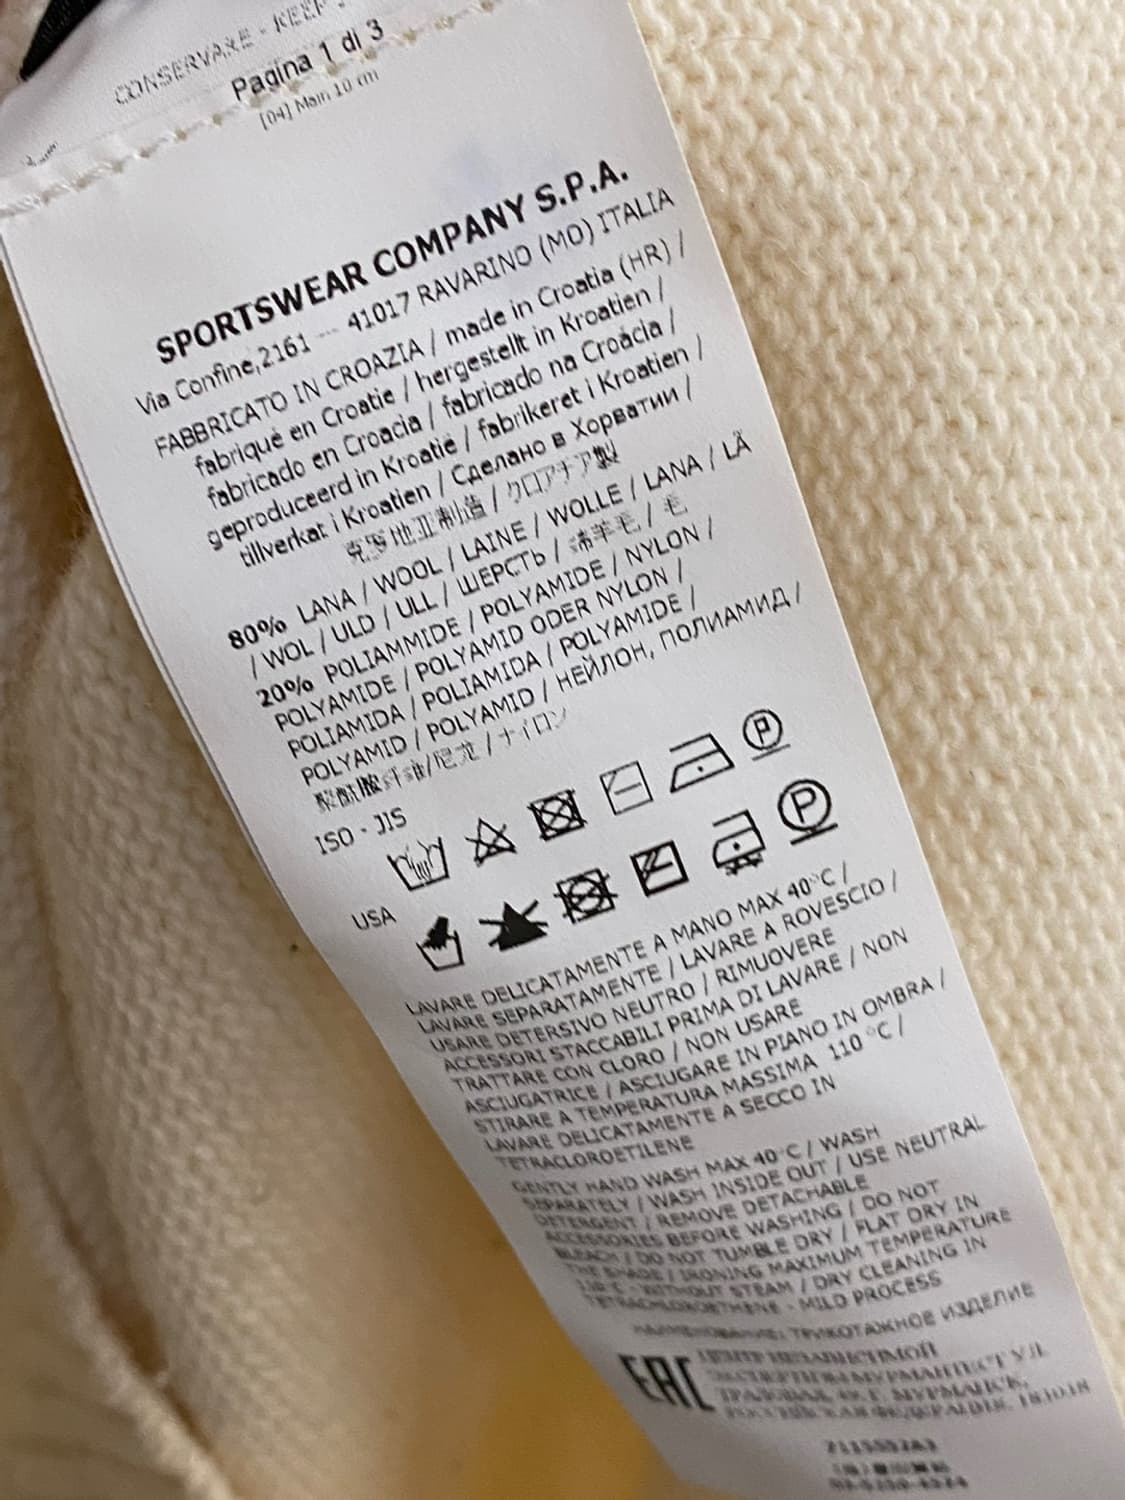 CONSERVARE - KEEP -
Pagina 1 di 3
[04] Main 10 cm
SPORTSWEAR COMPANY S.P.A.
Via Confine,2161 --- 41017 RAVARINO (MO) ITALIA
FABBRICATO IN CROAZIA / made in Croatia (HR) /
fabriqué en Croatie / hergestellt in Kroatien /
fabricado en Croacia / fabricado na Croácia /
geproduceerd in Kroatië / fabrikeret i Kroatien /
tillverkat i Kroatien / Сделано в Хорватии /
克罗地亚制造 / クロアチア製
80% LANA / WOOL / LAINE / WOLLE / LANA / LÃ
/ WOL / ULD / ULL / ШЕРСТЬ / 绵羊毛 / 毛
20% POLIAMMIDE / POLYAMIDE / NYLON /
POLYAMIDE / POLYAMID ODER NYLON /
POLIAMIDA / POLIAMIDA / POLYAMIDE /
POLYAMID / POLYAMID / НЕЙЛОН, ПОЛИАМИД /
聚酰胺纤维/尼龙 / ナイロン
ISO - JIS
P
USA
P
LAVARE DELICATAMENTE A MANO MAX 40°C /
LAVARE SEPARATAMENTE / LAVARE A ROVESCIO /
USARE DETERSIVO NEUTRO / RIMUOVERE
ACCESSORI STACCABILI PRIMA DI LAVARE / NON
TRATTARE CON CLORO / NON USARE
ASCIUGATRICE / ASCIUGARE IN PIANO IN OMBRA /
STIRARE A TEMPERATURA MASSIMA 110 °C /
LAVARE DELICATAMENTE A SECCO IN
TETRACLOROETILENE
GENTLY HAND WASH MAX 40°C / WASH
SEPARATELY / WASH INSIDE OUT / USE NEUTRAL
DETERGENT / REMOVE DETACHABLE
ACCESSORIES BEFORE WASHING / DO NOT
BLEACH / DO NOT TUMBLE DRY / FLAT DRY IN
THE SHADE / IRONING MAXIMUM TEMPERATURE
110°C - WITHOUT STEAM / DRY CLEANING IN
TETRACHLOROETHENE - MILD PROCESS
НАИМЕНОВАНИЕ: ТРИКОТАЖНОЕ ИЗДЕЛИЕ
EAC ЦЕНТР НЕЗАВИСИМОЙ